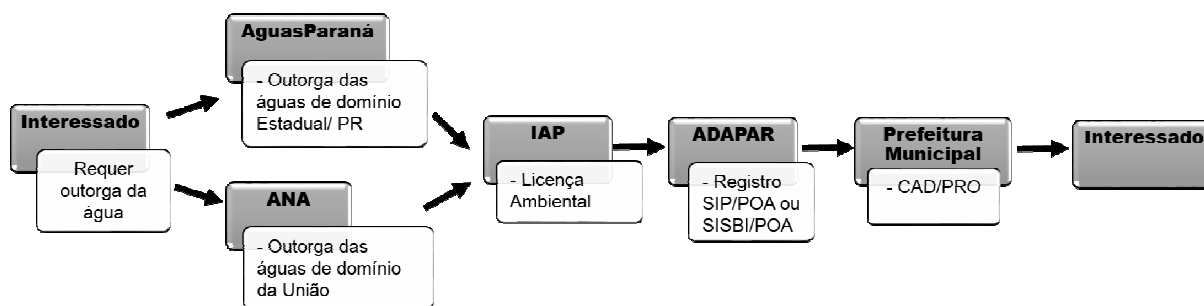 Interessado
Requer
outorga da
água
AguasParaná
- Outorga das
águas de domínio
Estadual/ PR
ANA
- Outorga das
águas de domínio
da União
IAP
- Licença
Ambiental
ADAPAR
- Registro
SIP/POA ou
SISBI/POA
Prefeitura
Municipal
- CAD/PRO
Interessado